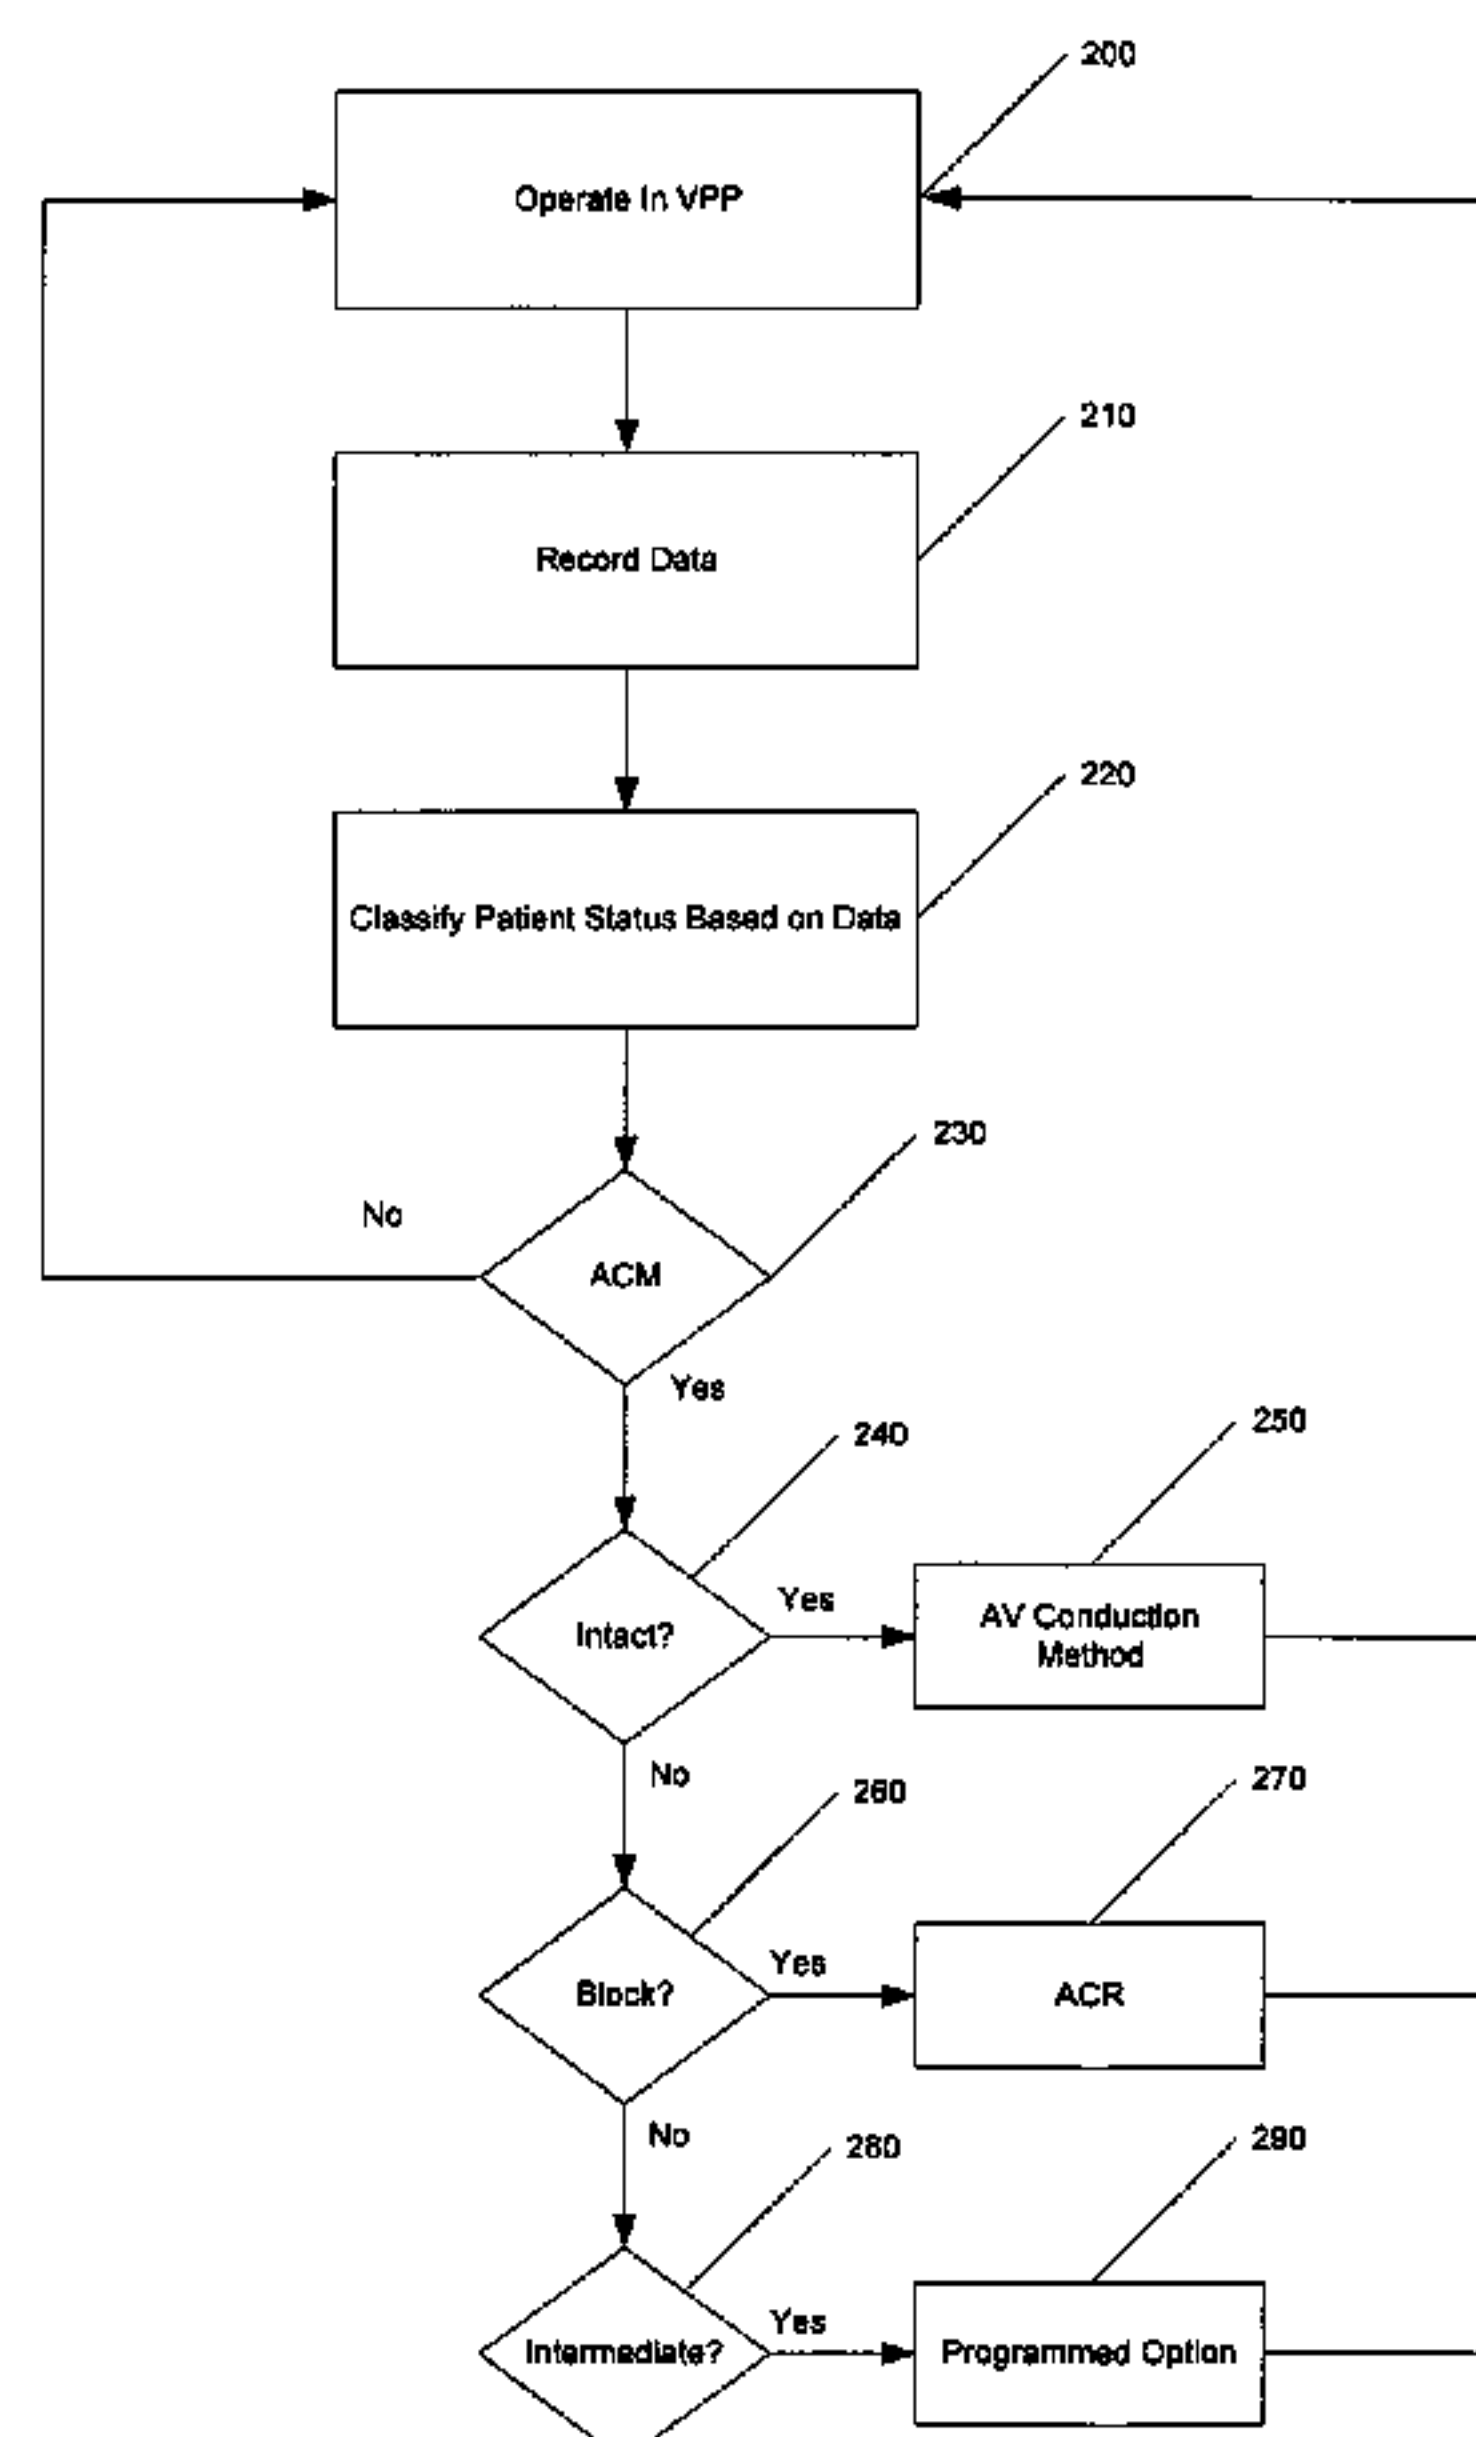 200
Operate in VPP
210
Record Data
220
Classify Patient Status Based on Data
230
No
ACM
Yes
240
250
Intact?
Yes
AV Conduction
Method
No
260
270
Block?
Yes
ACR
No
280
290
Intermediate?
Yes
Programmed Option